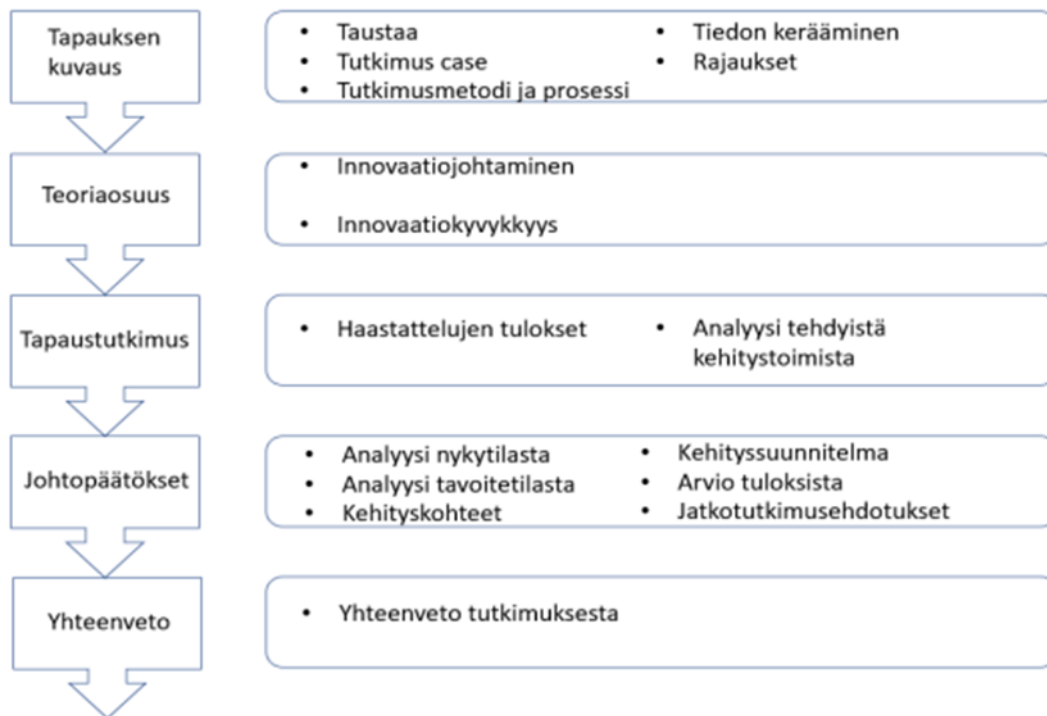 Tapauksen
kuvaus
• Taustaa
• Tutkimus case
• Tutkimusmetodi ja prosessi
• Tiedon kerääminen
• Rajaukset
Teoriaosuus
• Innovaatiojohtaminen
• Innovaatiokyvykkyys
Tapaustutkimus
• Haastattelujen tulokset
• Analyysi tehdyistä
kehitystoimista
Johtopäätökset
• Analyysi nykytilasta
• Analyysi tavoitetilasta
• Kehityskohteet
• Kehityssuunnitelma
• Arvio tuloksista
• Jatkotutkimusehdotukset
Yhteenveto
• Yhteenveto tutkimuksesta